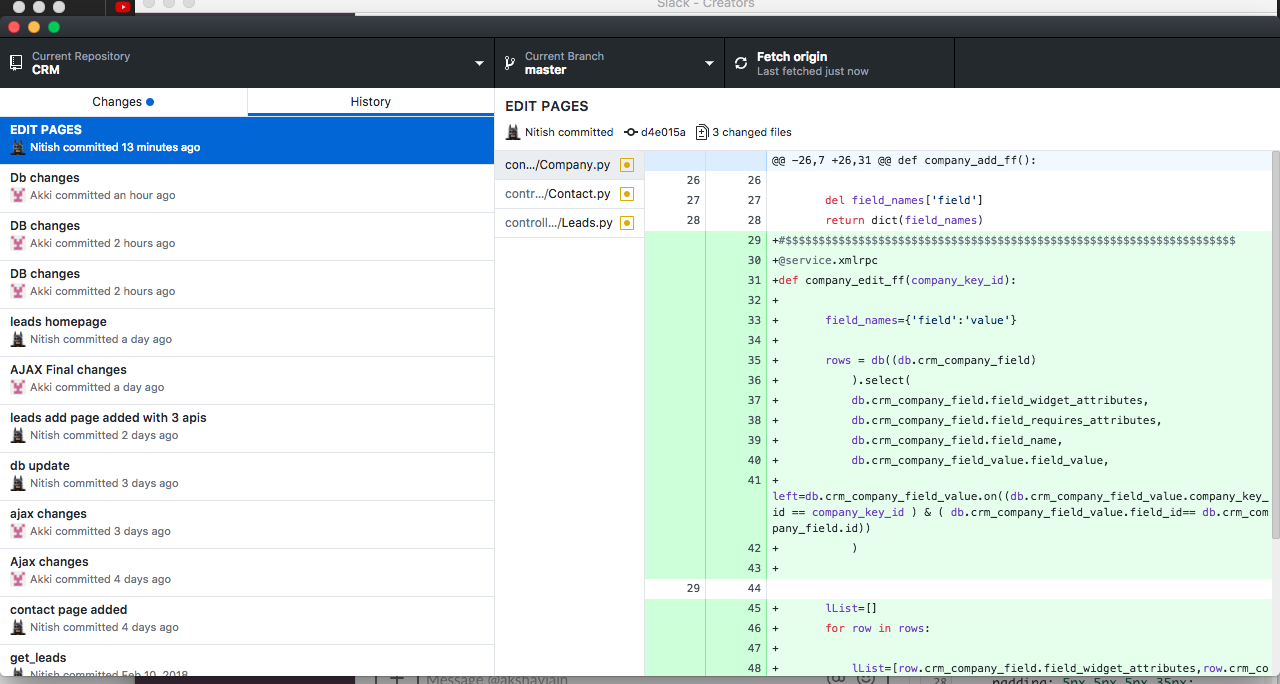 Slack - Creators
Current Repository
CRM
Current Branch
master
Fetch origin
Last fetched just now
Changes
History
EDIT PAGES
Nitish committed 13 minutes ago
Db changes
Akki committed an hour ago
DB changes
Akki committed 2 hours ago
DB changes
Akki committed 2 hours ago
leads homepage
Nitish committed a day ago
AJAX Final changes
Akki committed a day ago
leads add page added with 3 apis
Nitish committed 2 days ago
db update
Nitish committed 3 days ago
ajax changes
Akki committed 3 days ago
Ajax changes
Akki committed 4 days ago
contact page added
Nitish committed 4 days ago
get_leads
Nitish committed Feb 10, 2018
EDIT PAGES
Nitish committed d4e015a 3 changed files
con.../Company.py
contr.../Contact.py
controll.../Leads.py
@@ -26,7 +26,31 @@ def company_add_ff():
26 26
27 27 del field_names['field']
28 28 return dict(field_names)
29 +#$$$$$$$$$$$$$$$$$$$$$$$$$$$$$$$$$$$$$$$$$$$$$$$$$$$$$$$$$$$$$$$$$$$$
30 +@service.xmlrpc
31 +def company_edit_ff(company_key_id):
32 +
33 + field_names={'field':'value'}
34 +
35 + rows = db((db.crm_company_field)
36 + ).select(
37 + db.crm_company_field.field_widget_attributes,
38 + db.crm_company_field.field_requires_attributes,
39 + db.crm_company_field.field_name,
40 + db.crm_company_field_value.field_value,
41 +
left=db.crm_company_field_value.on((db.crm_company_field_value.company_key_
id == company_key_id ) & ( db.crm_company_field_value.field_id== db.crm_com
pany_field.id))
42 + )
43 +
29 44
45 + lList=[]
46 + for row in rows:
47 +
48 + lList=[row.crm_company_field.field_widget_attributes,row.crm_co
Message @akshayjain
28 padding: 5px 5px 5px 35px;